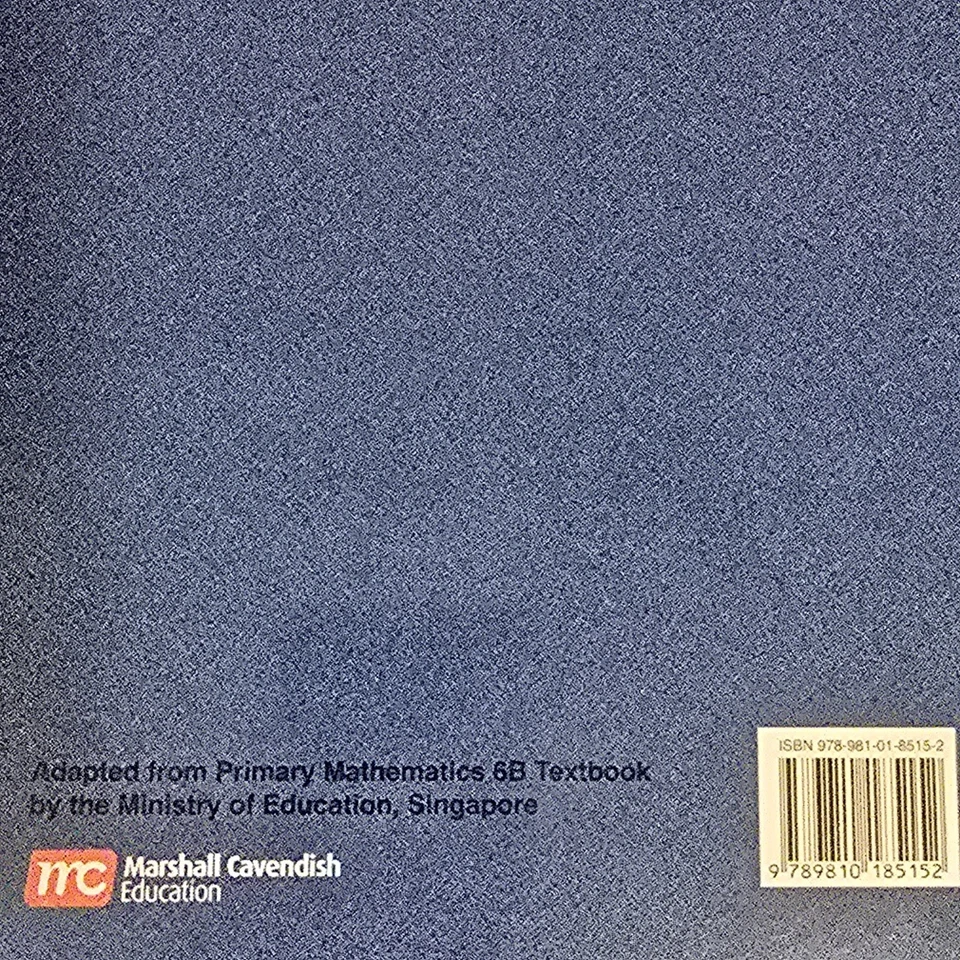 Adapted from Primary Mathematics 6B Textbook
by the Ministry of Education, Singapore
mc Marshall Cavendish
Education
ISBN 978-981-01-8515-2
9 789810 185152